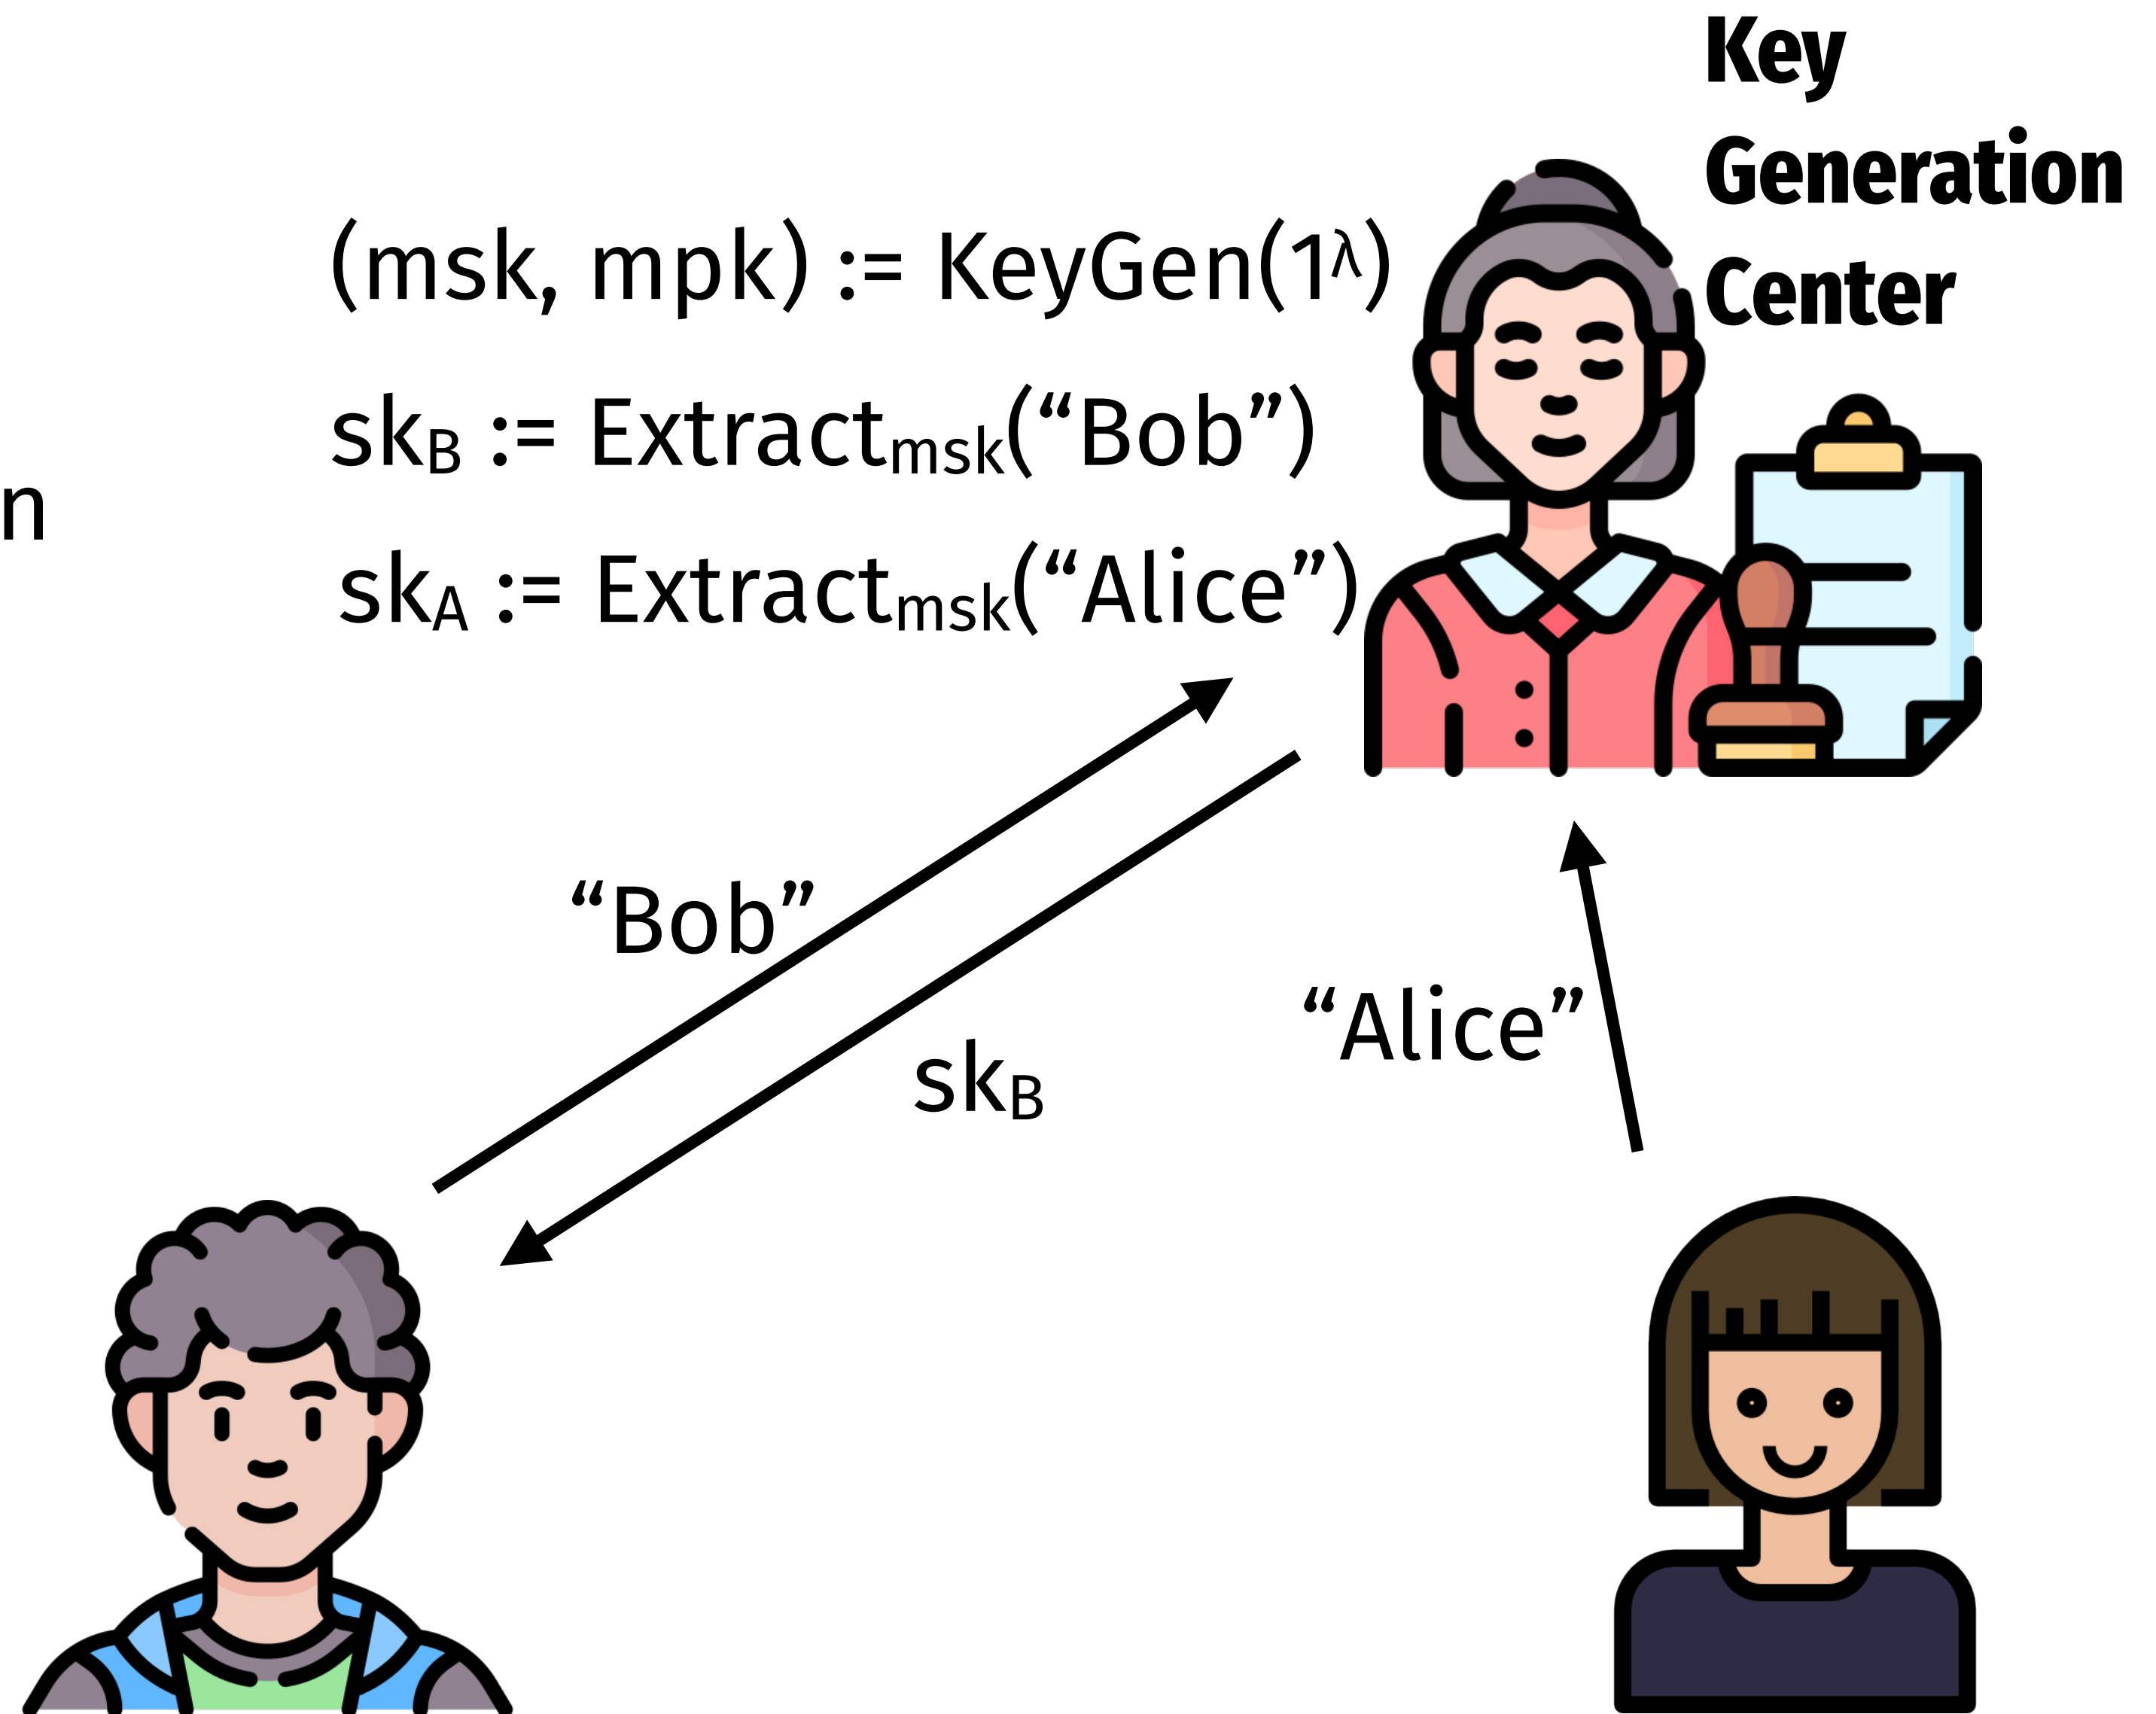 Key
Generation
Center
(msk, mpk) := KeyGen(1^λ)
sk_B := Extract_msk(“Bob”)
n
sk_A := Extract_msk(“Alice”)
“Bob”
“Alice”
sk_B